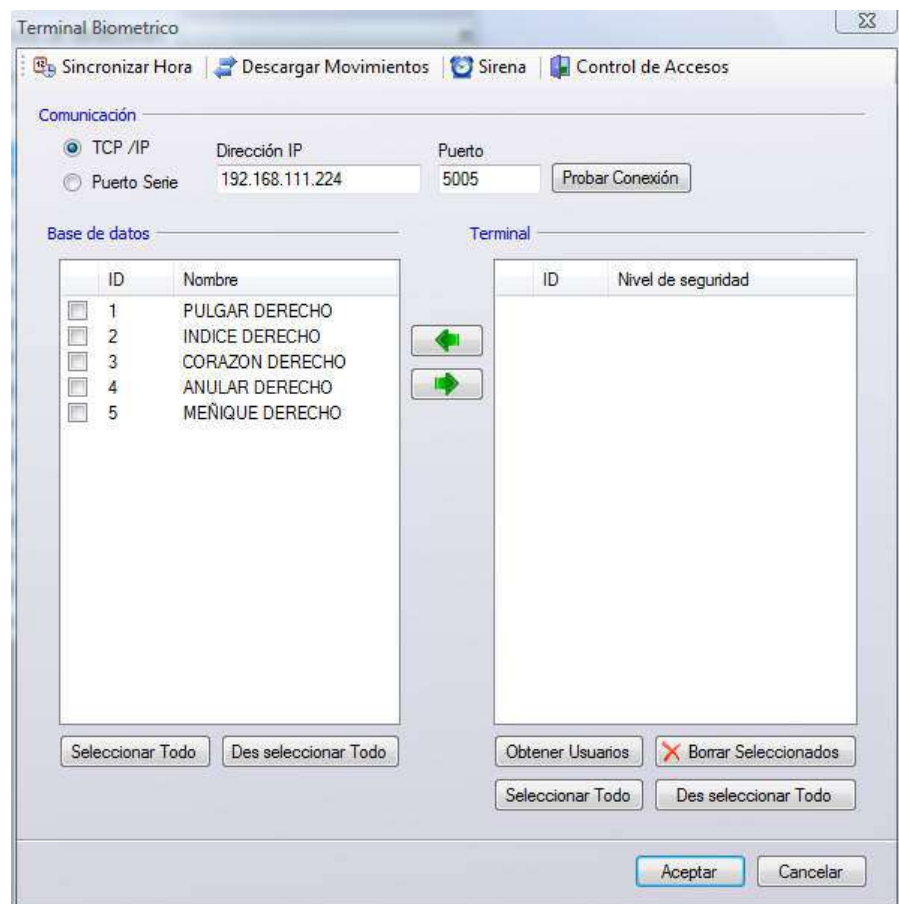 Terminal Biometrico
Sincronizar Hora Descargar Movimientos Sirena Control de Accesos
Comunicación
TCP /IP Dirección IP Puerto
Puerto Serie 192.168.111.224 5005 Probar Conexión
Base de datos Terminal
ID Nombre ID Nivel de seguridad
1 PULGAR DERECHO
2 INDICE DERECHO
3 CORAZON DERECHO
4 ANULAR DERECHO
5 MEÑIQUE DERECHO
Seleccionar Todo Des seleccionar Todo Obtener Usuarios Borrar Seleccionados
Seleccionar Todo Des seleccionar Todo
Aceptar Cancelar